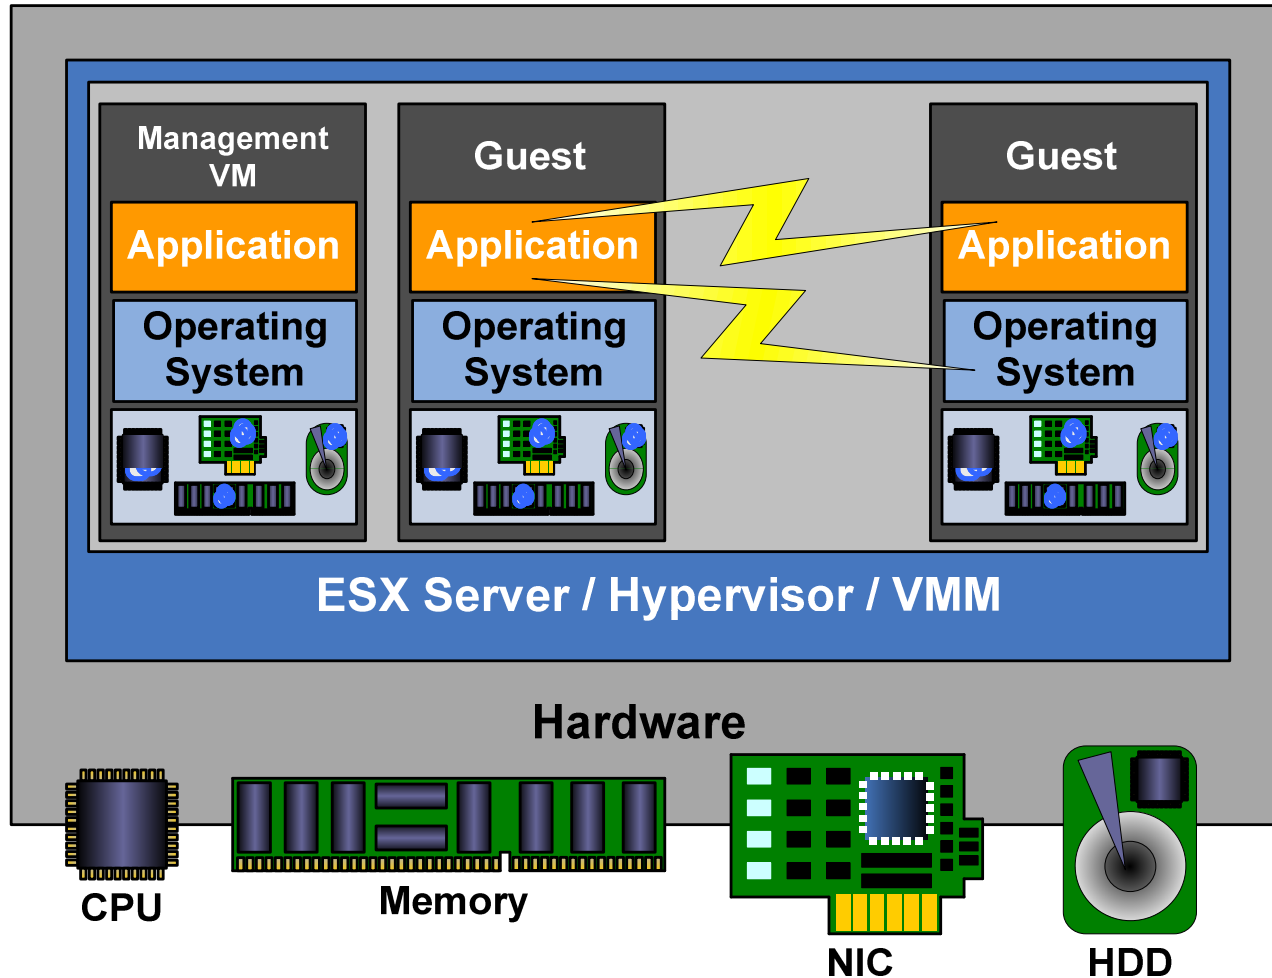 Management
VM
Guest
Guest
Application
Application
Application
Operating
System
Operating
System
Operating
System
ESX Server / Hypervisor / VMM
Hardware
CPU
Memory
NIC
HDD